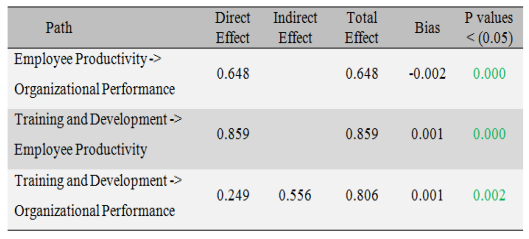 Path Direct Effect Indirect Effect Total Effect Bias P values < (0.05)
Employee Productivity ->
Organizational Performance 0.648 0.648 -0.002 0.000
Training and Development ->
Employee Productivity 0.859 0.859 0.001 0.000
Training and Development ->
Organizational Performance 0.249 0.556 0.806 0.001 0.002